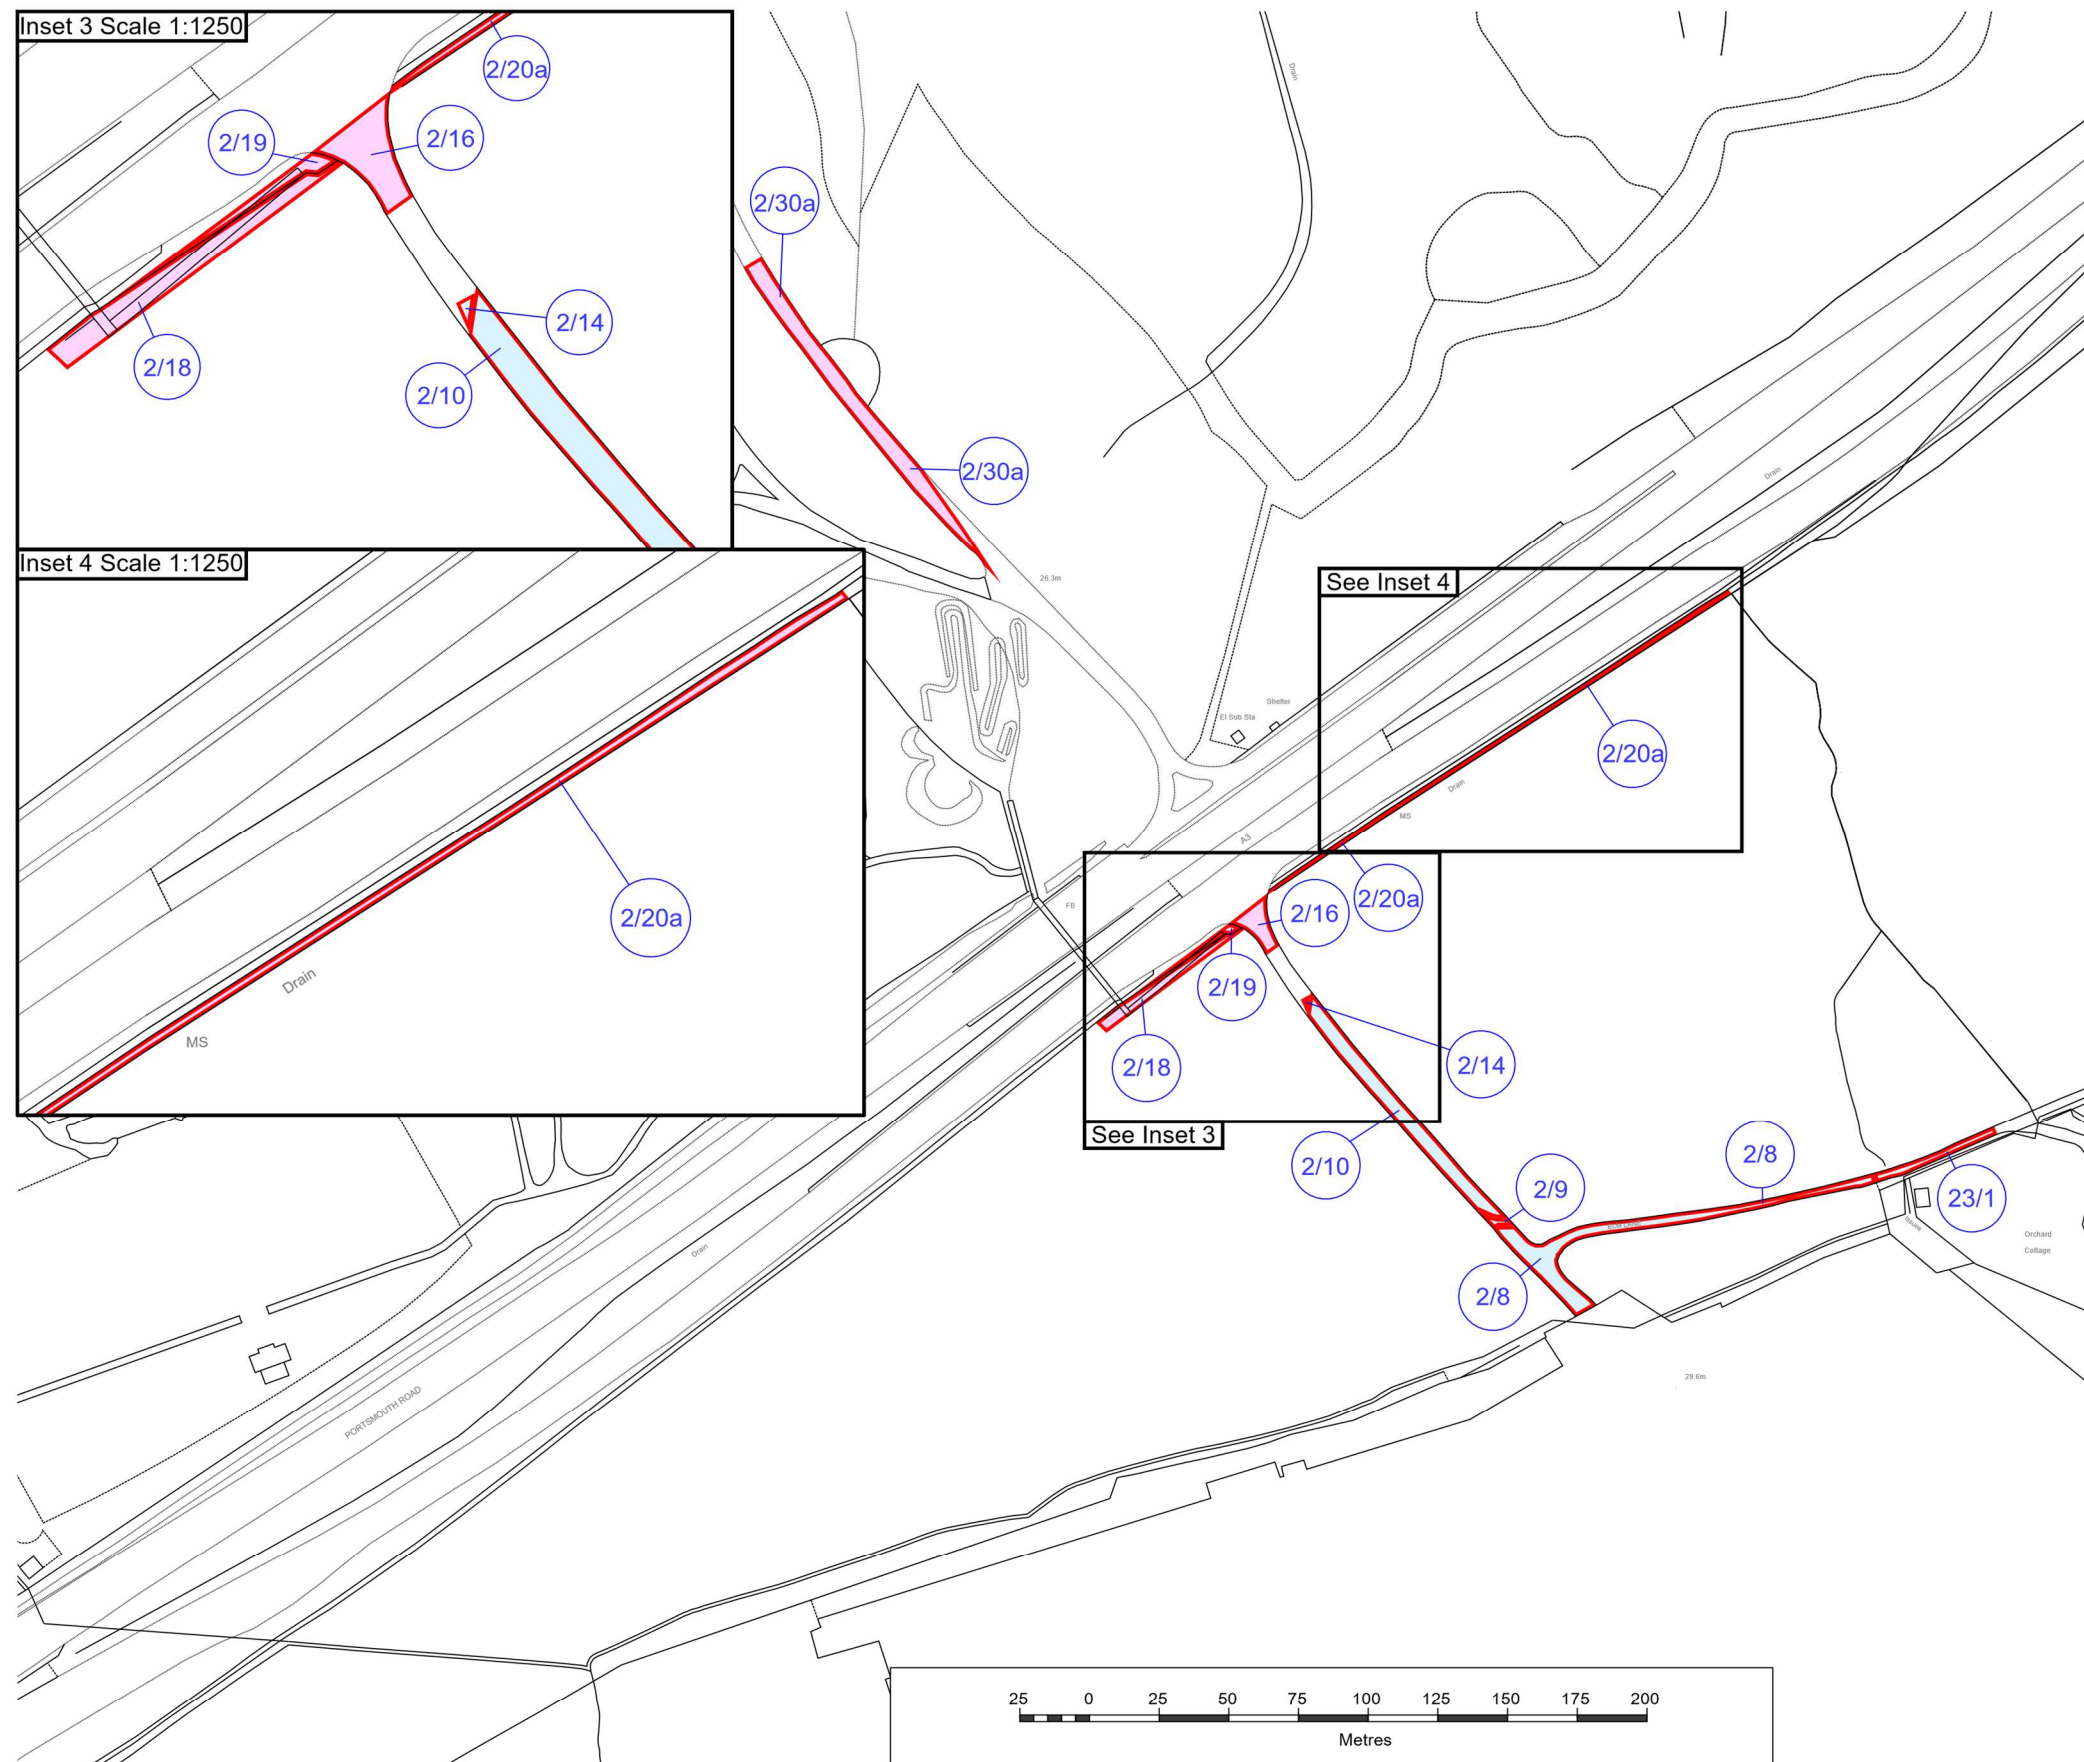 Inset 3 Scale 1:1250
2/20a
2/19
2/16
2/14
2/18
2/10
Inset 4 Scale 1:1250
2/20a
Drain
MS
Drain
2/30a
2/30a
26.3m
See Inset 4
Drain
Shelter
El Sub Sta
2/20a
Drain
MS
A3
FB
2/20a
2/16
2/19
2/18
2/14
See Inset 3
2/10
2/9
2/8
23/1
ELM LANE
Issues
Orchard
Cottage
2/8
Drain
29.6m
PORTSMOUTH ROAD
25 0 25 50 75 100 125 150 175 200
Metres